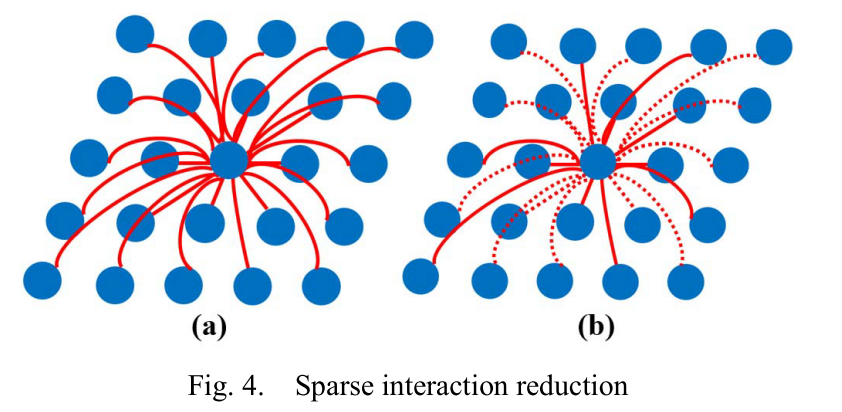 (a) (b)
Fig. 4. Sparse interaction reduction